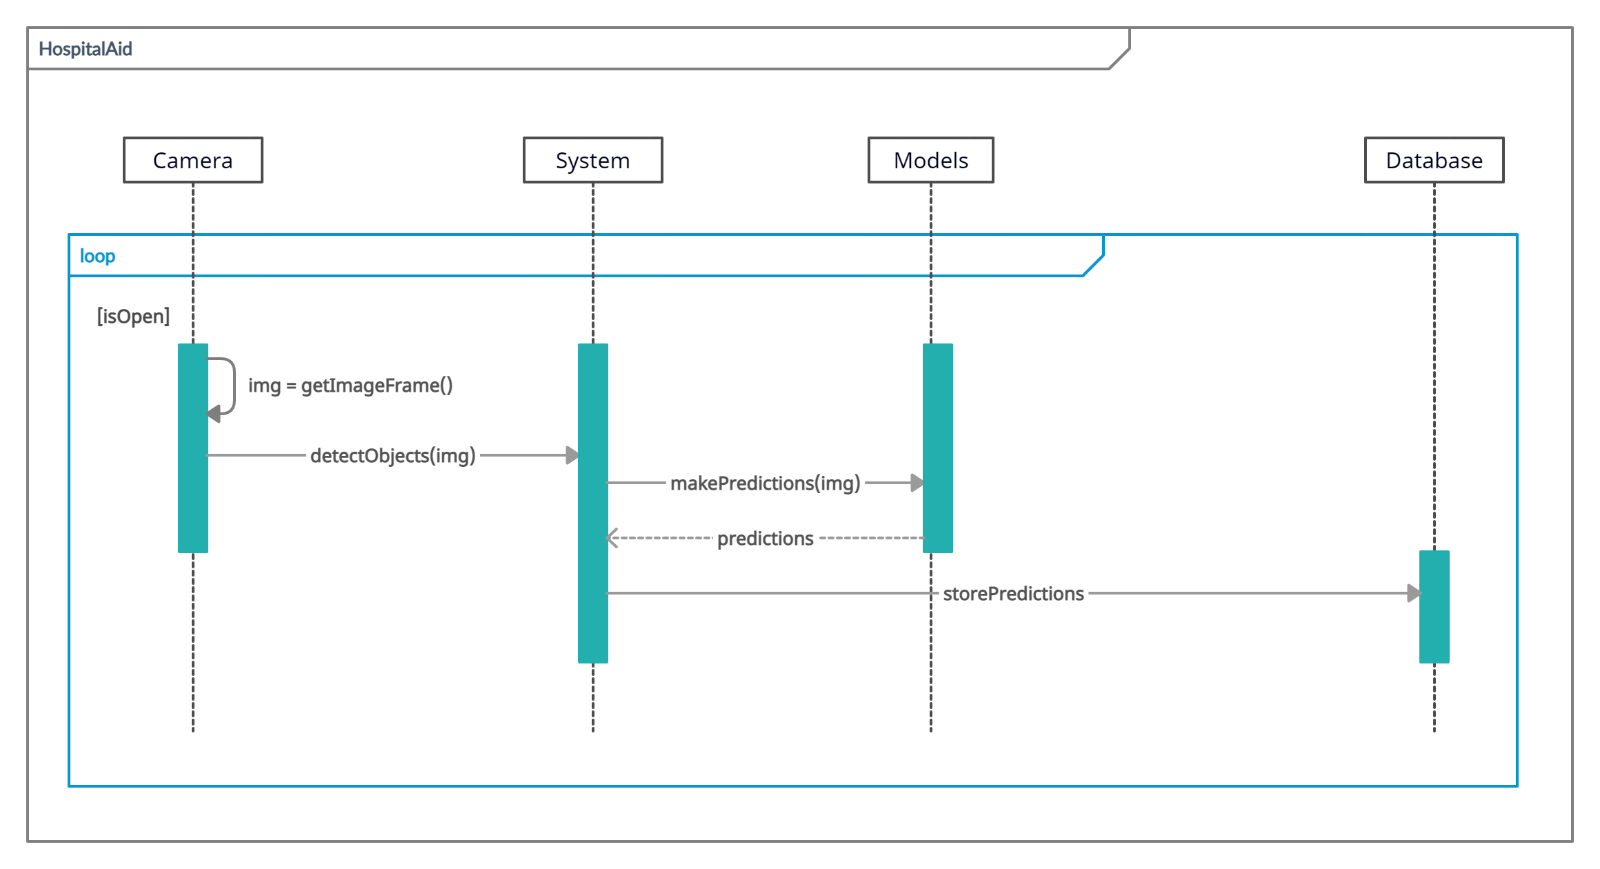 HospitalAid
Camera
System
Models
Database
loop
[isOpen]
img = getImageFrame()
detectObjects(img)
makePredictions(img)
predictions
storePredictions